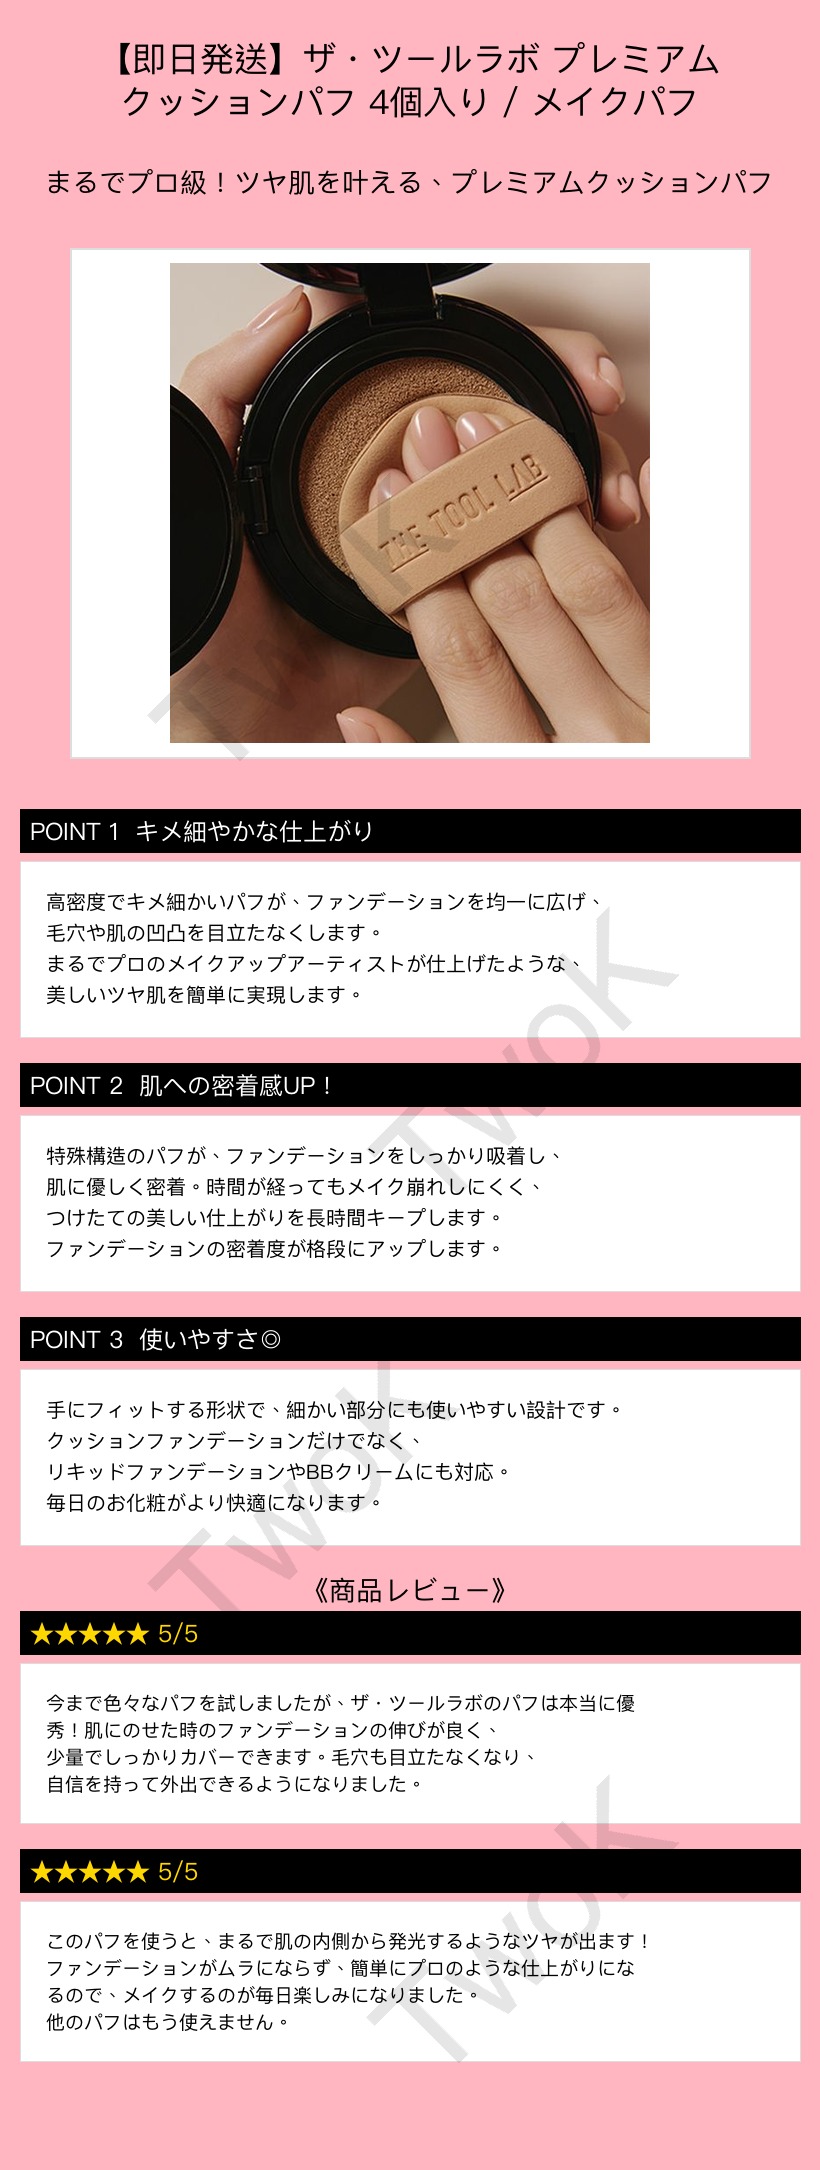 【即日発送】ザ・ツールラボ プレミアム
クッションパフ 4個入り / メイクパフ
まるでプロ級！ツヤ肌を叶える、プレミアムクッションパフ
THE TOOL LAB
TwoK
POINT 1 キメ細やかな仕上がり
高密度でキメ細かいパフが、ファンデーションを均一に広げ、
毛穴や肌の凹凸を目立たなくします。
まるでプロのメイクアップアーティストが仕上げたような、
美しいツヤ肌を簡単に実現します。
TwoK
POINT 2 肌への密着感UP！
特殊構造のパフが、ファンデーションをしっかり吸着し、
肌に優しく密着。時間が経ってもメイク崩れしにくく、
つけたての美しい仕上がりを長時間キープします。
ファンデーションの密着度が格段にアップします。
POINT 3 使いやすさ◎
手にフィットする形状で、細かい部分にも使いやすい設計です。
クッションファンデーションだけでなく、
リキッドファンデーションやBBクリームにも対応。
毎日のお化粧がより快適になります。
TwoK
《商品レビュー》
★★★★★ 5/5
今まで色々なパフを試しましたが、ザ・ツールラボのパフは本当に優
秀！肌にのせた時のファンデーションの伸びが良く、
少量でしっかりカバーできます。毛穴も目立たなくなり、
自信を持って外出できるようになりました。
★★★★★ 5/5
このパフを使うと、まるで肌の内側から発光するようなツヤが出ます！
ファンデーションがムラにならず、簡単にプロのような仕上がりにな
るので、メイクするのが毎日楽しみになりました。
他のパフはもう使えません。
TwoK